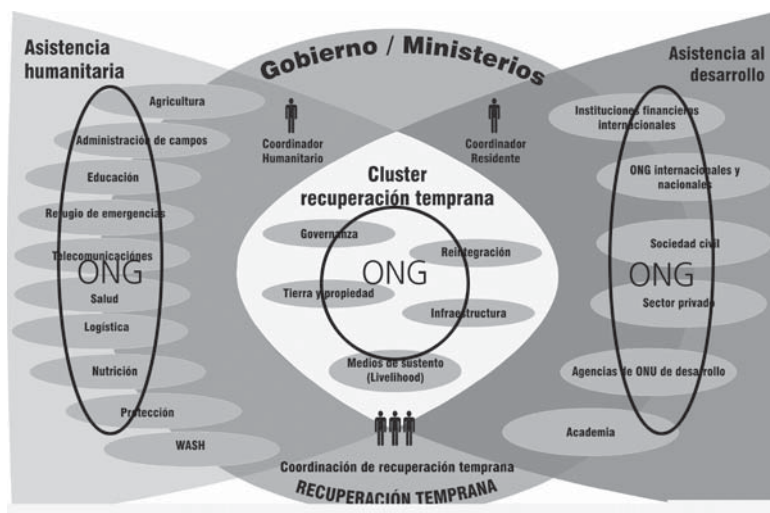 Asistencia
humanitaria
Gobierno / Ministerios
Asistencia al
desarrollo
Agricultura
Administración de campos
Educación
Refugio de emergencias
Telecomunicaciónes
ONG
Salud
Logística
Nutrición
Protección
WASH
Coordinador
Humanitario
Coordinador
Residente
Cluster
recuperación temprana
Governanza
Reintegración
ONG
Tierra y propiedad
Infraestructura
Medios de sustento
(Livelihood)
Coordinación de recuperación temprana
RECUPERACIÓN TEMPRANA
Instituciones financieras
internacionales
ONG internacionales y
nacionales
Sociedad civil
ONG
Sector privado
Agencias de ONU de desarrollo
Academia